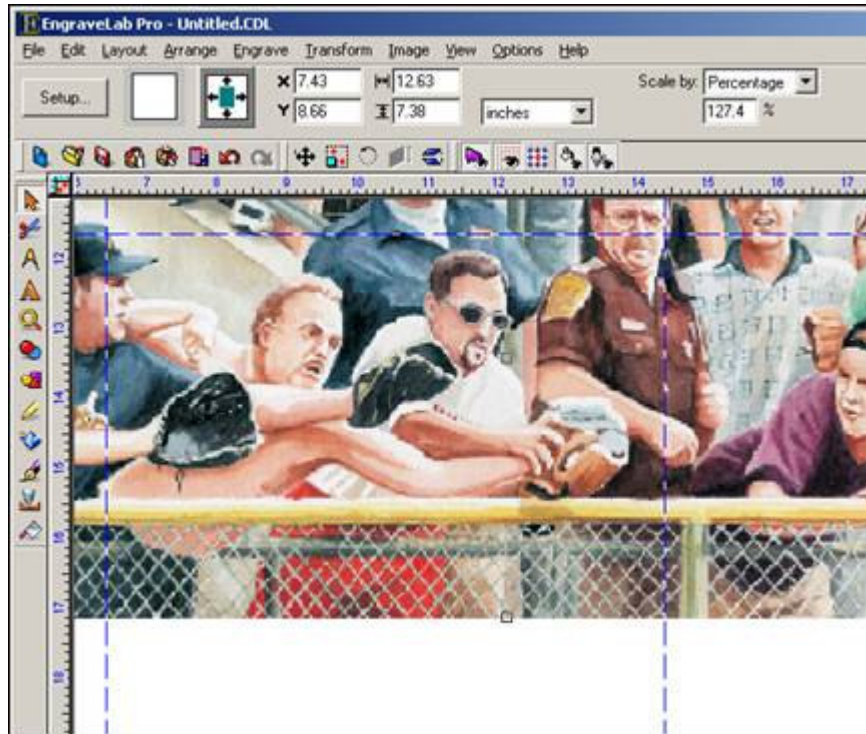 EngraveLab Pro - Untitled.CDL
File Edit Layout Arrange Engrave Transform Image View Options Help
Setup... X 7.43 12.63 Scale by: Percentage
Y 8.66 7.38 inches 127.4 %
7 8 9 10 11 12 13 14 15 16 17
12
13
14
15
16
17
18